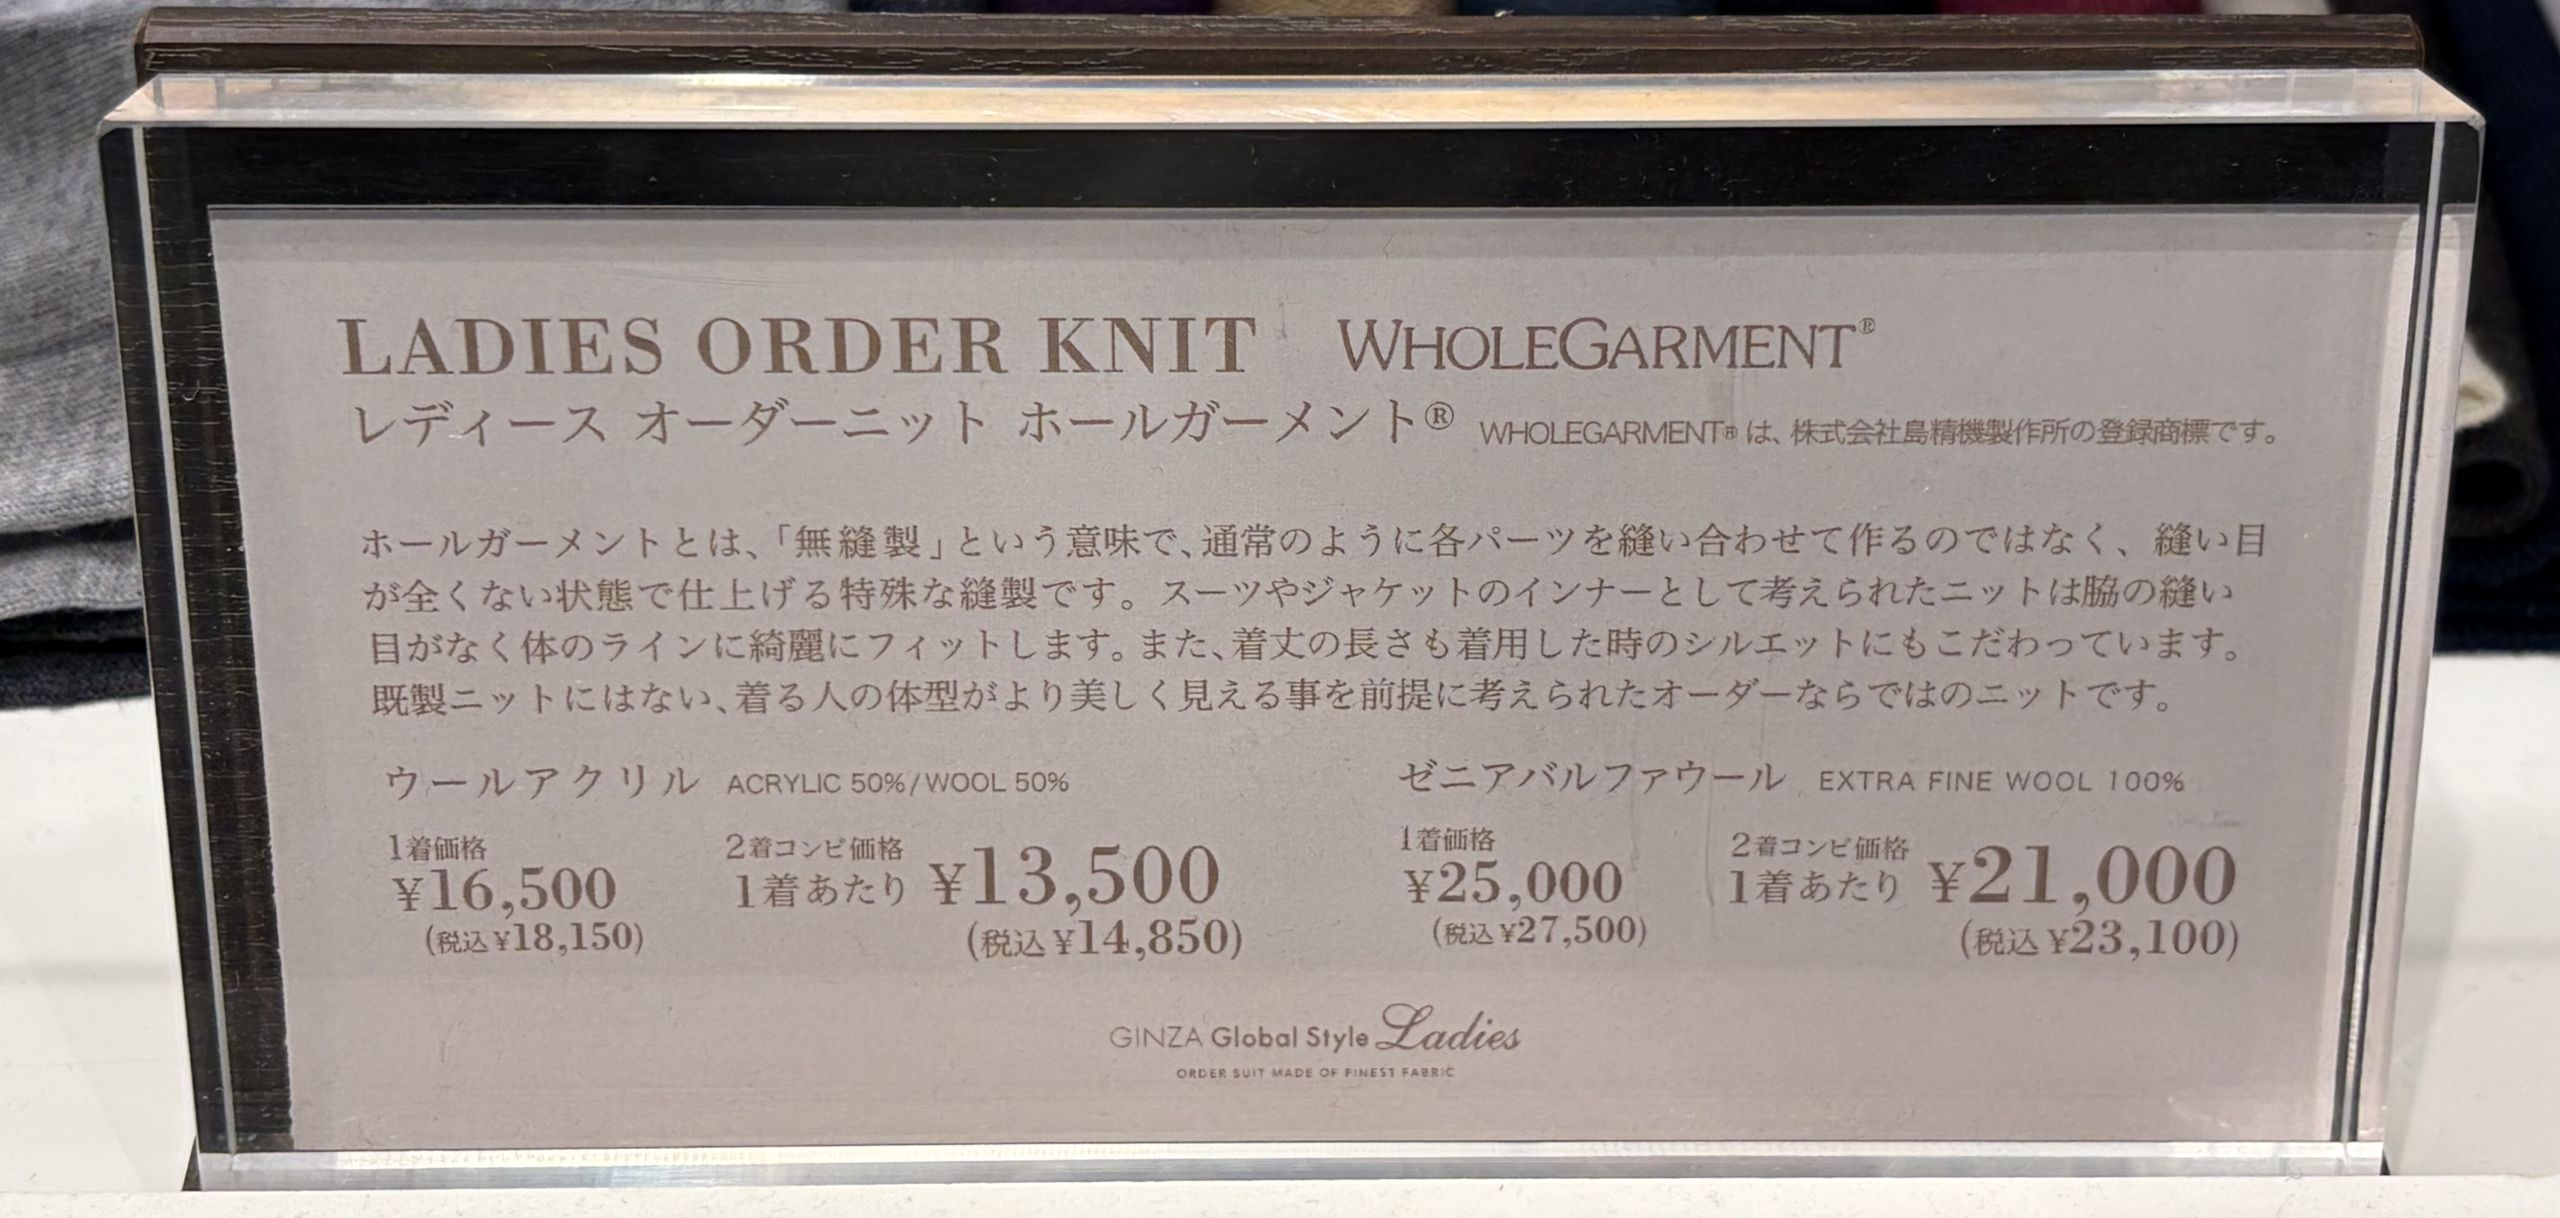 LADIES ORDER KNIT WHOLEGARMENT®
レディース オーダーニット ホールガーメント® WHOLEGARMENT®は、株式会社島精機製作所の登録商標です。
ホールガーメントとは、「無縫製」という意味で、通常のように各パーツを縫い合わせて作るのではなく、縫い目
が全くない状態で仕上げる特殊な縫製です。スーツやジャケットのインナーとして考えられたニットは脇の縫い
目がなく体のラインに綺麗にフィットします。また、着丈の長さも着用した時のシルエットにもこだわっています。
既製ニットにはない、着る人の体型がより美しく見える事を前提に考えられたオーダーならではのニットです。
ウールアクリル ACRYLIC 50%/WOOL 50%
1着価格
¥16,500
(税込¥18,150)
2着コンビ価格
1着あたり ¥13,500
(税込¥14,850)
ゼニアバルファウール EXTRA FINE WOOL 100%
1着価格
¥25,000
(税込¥27,500)
2着コンビ価格
1着あたり ¥21,000
(税込¥23,100)
GINZA Global Style Ladies
ORDER SUIT MADE OF FINEST FABRIC